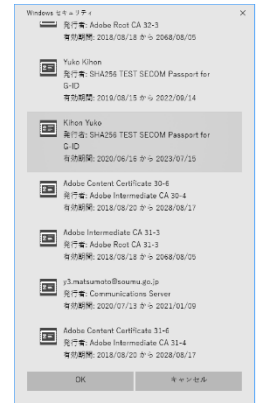 Windows セキュリティ
発行者: Adobe Root CA 32-3
有効期間: 2018/08/18 から 2068/08/05
Yuko Kihon
発行者: SHA256 TEST SECOM Passport for
G-ID
有効期間: 2019/08/15 から 2022/09/14
Kihon Yuko
発行者: SHA256 TEST SECOM Passport for
G-ID
有効期間: 2020/06/16 から 2023/07/15
Adobe Content Certificate 30-6
発行者: Adobe Intermediate CA 30-4
有効期間: 2018/08/20 から 2028/08/17
Adobe Intermediate CA 31-3
発行者: Adobe Root CA 31-3
有効期間: 2018/08/18 から 2068/08/05
y3.matsumoto@soumu.go.jp
発行者: Communications Server
有効期間: 2020/07/13 から 2021/01/09
Adobe Content Certificate 31-6
発行者: Adobe Intermediate CA 31-4
有効期間: 2018/08/20 から 2028/08/17
OK
キャンセル